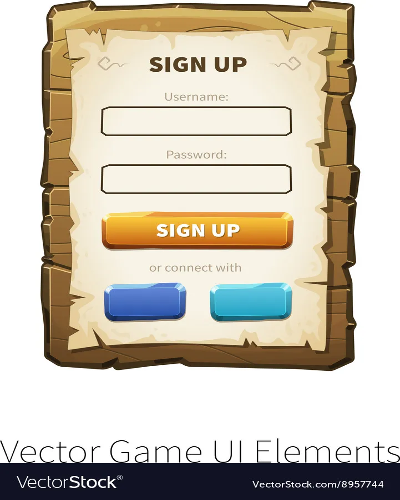 SIGN UP
Username:
Password:
SIGN UP
or connect with
Vector Game UI Elements
VectorStock®
VectorStock.com/8957744